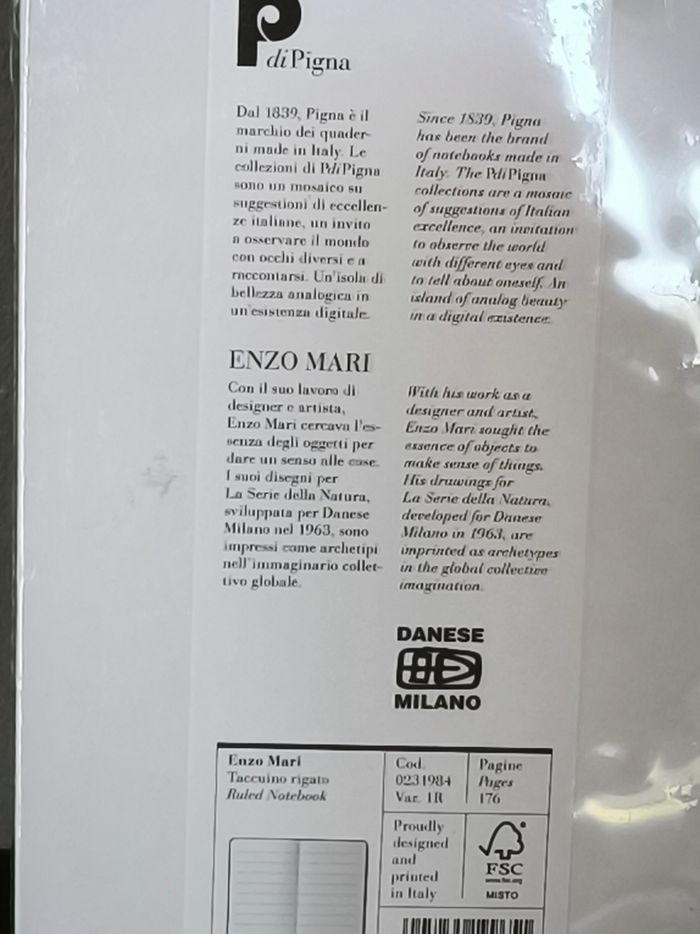 P
di Pigna
Dal 1839, Pigna è il
marchio dei quader-
ni made in Italy. Le
collezioni di PdiPigna
sono un mosaico su
suggestioni di eccellen-
ze italiane, un invito
a osservare il mondo
con occhi diversi e a
raccontarsi. Un'isola di
bellezza analogica in
un'esistenza digitale.
Since 1839, Pigna
has been the brand
of notebooks made in
Italy. The PdiPigna
collections are a mosaic
of suggestions of Italian
excellence, an invitation
to observe the world
with different eyes and
to tell about oneself. An
island of analog beauty
in a digital existence.
ENZO MARI
Con il suo lavoro di
designer e artista,
Enzo Mari cercava l'es-
senza degli oggetti per
dare un senso alle cose.
I suoi disegni per
La Serie della Natura,
sviluppata per Danese
Milano nel 1963, sono
impressi come archetipi
nell'immaginario collet-
tivo globale.
With his work as a
designer and artist,
Enzo Mari sought the
essence of objects to
make sense of things.
His drawings for
La Serie della Natura,
developed for Danese
Milano in 1963, are
imprinted as archetypes
in the global collective
imagination.
DANESE
MILANO
Enzo Mari
Taccuino rigato
Ruled Notebook
Cod.
0231984
Var. 1R
Pagine
Pages
176
Proudly
designed
and
printed
in Italy
FSC
www.fsc.org
MISTO